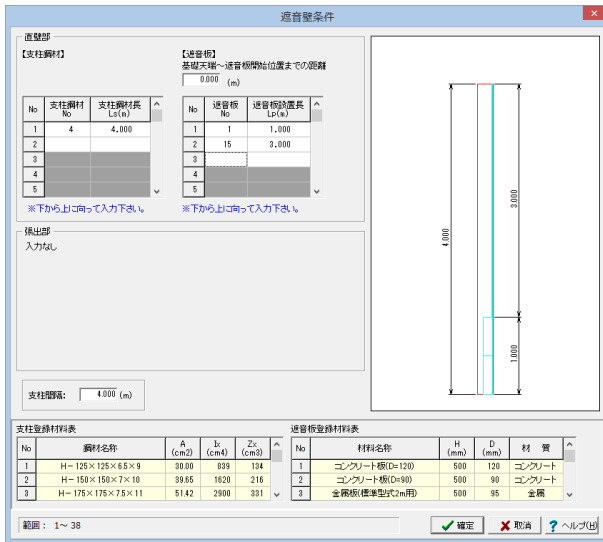 遮音壁条件
直壁部
【支柱鋼材】
【遮音板】
基礎天端～遮音板開始位置までの距離
0.000 (m)
No 支柱鋼材No 支柱鋼材長Ls(m)
1 4 4.000
2
3
4
5
No 遮音板No 遮音板設置長Lp(m)
1 1 1.000
2 15 3.000
3
4
5
※下から上に向って入力下さい。
※下から上に向って入力下さい。
張出部
入力なし
支柱間隔: 4.000 (m)
4.000
3.000
1.000
支柱登録材料表
No 鋼材名称 A(cm2) Ix(cm4) Zx(cm3)
1 H－125×125×6.5×9 30.00 839 134
2 H－150×150×7×10 39.65 1620 216
3 H－175×175×7.5×11 51.42 2900 331
遮音板登録材料表
No 材料名称 H(mm) D(mm) 材　質
1 コンクリート板(D=120) 500 120 コンクリート
2 コンクリート板(D=90) 500 90 コンクリート
3 金属板(標準型式2m用) 500 95 金属
範囲： 1～38
確定
取消
ヘルプ(H)